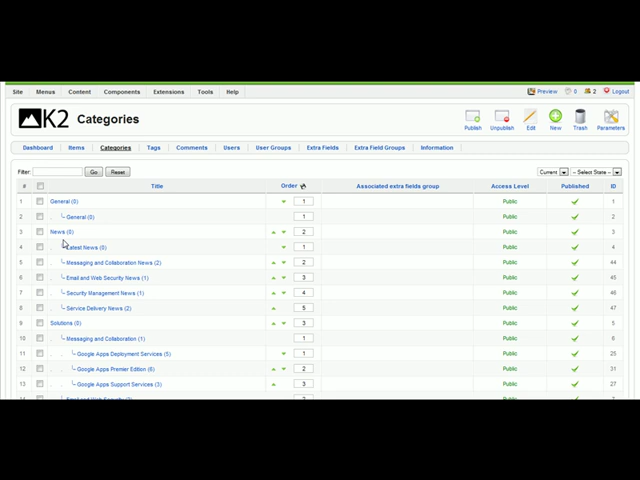 Site Menus Content Components Extensions Tools Help Preview 0 2 Logout
K2 Categories Publish Unpublish Edit New Trash Parameters
Dashboard Items Categories Tags Comments Users User Groups Extra Fields Extra Field Groups Information
Filter: Go Reset Current - Select State -
# Title Order Associated extra fields group Access Level Published ID
1 General (0) 1 Public 1
2 General (0) 1 Public 2
3 News (0) 2 Public 3
4 Latest News (0) 1 Public 4
5 Messaging and Collaboration News (2) 2 Public 44
6 Email and Web Security News (1) 3 Public 45
7 Security Management News (1) 4 Public 46
8 Service Delivery News (2) 5 Public 47
9 Solutions (0) 3 Public 5
10 Messaging and Collaboration (1) 1 Public 6
11 Google Apps Deployment Services (5) 1 Public 25
12 Google Apps Premier Edition (6) 2 Public 31
13 Google Apps Support Services (3) 3 Public 27